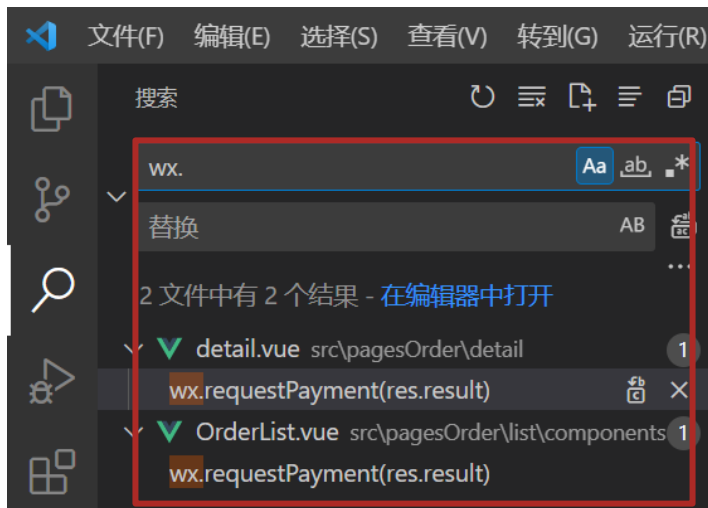 文件(F) 编辑(E) 选择(S) 查看(V) 转到(G) 运行(R)
搜索
wx. Aa ab .*
替换 AB
2 文件中有 2 个结果 - 在编辑器中打开
detail.vue src\pagesOrder\detail 1
wx.requestPayment(res.result)
OrderList.vue src\pagesOrder\list\components 1
wx.requestPayment(res.result)